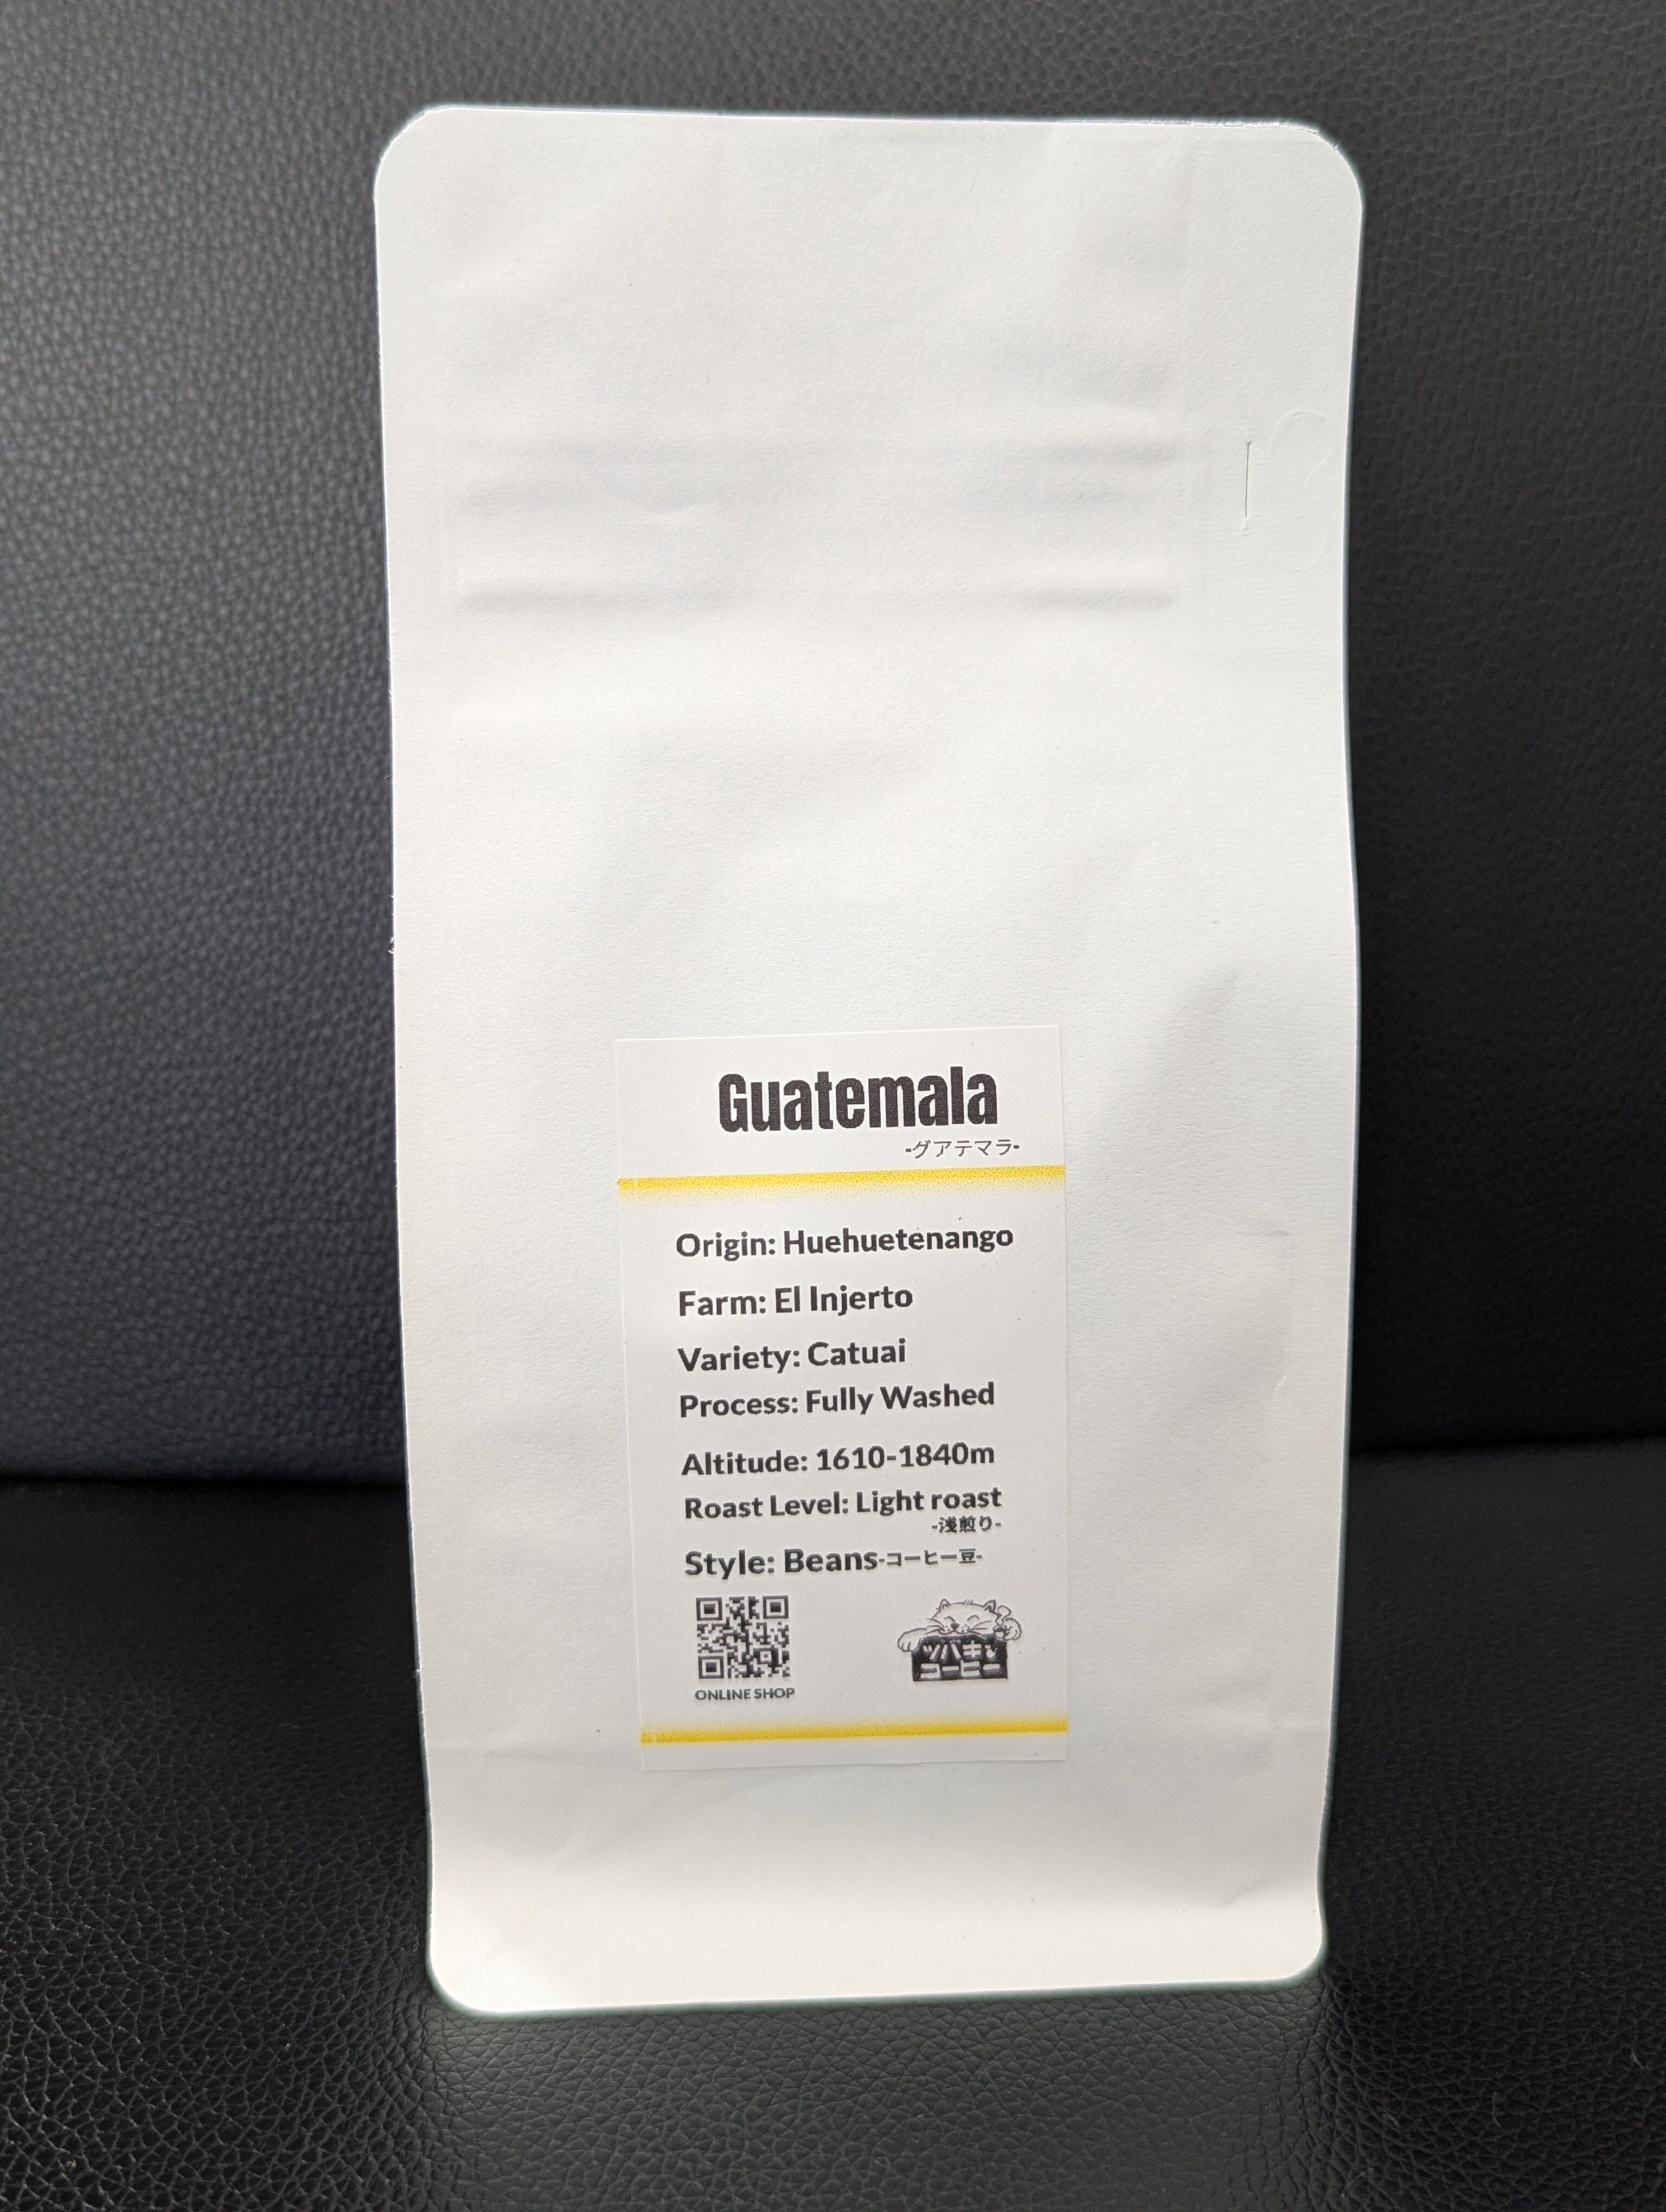 Guatemala
-グアテマラ-
Origin: Huehuetenango
Farm: El Injerto
Variety: Catuai
Process: Fully Washed
Altitude: 1610-1840m
Roast Level: Light roast
-浅煎り-
Style: Beans-コーヒー豆-
ONLINE SHOP
ツバキ
コーヒー